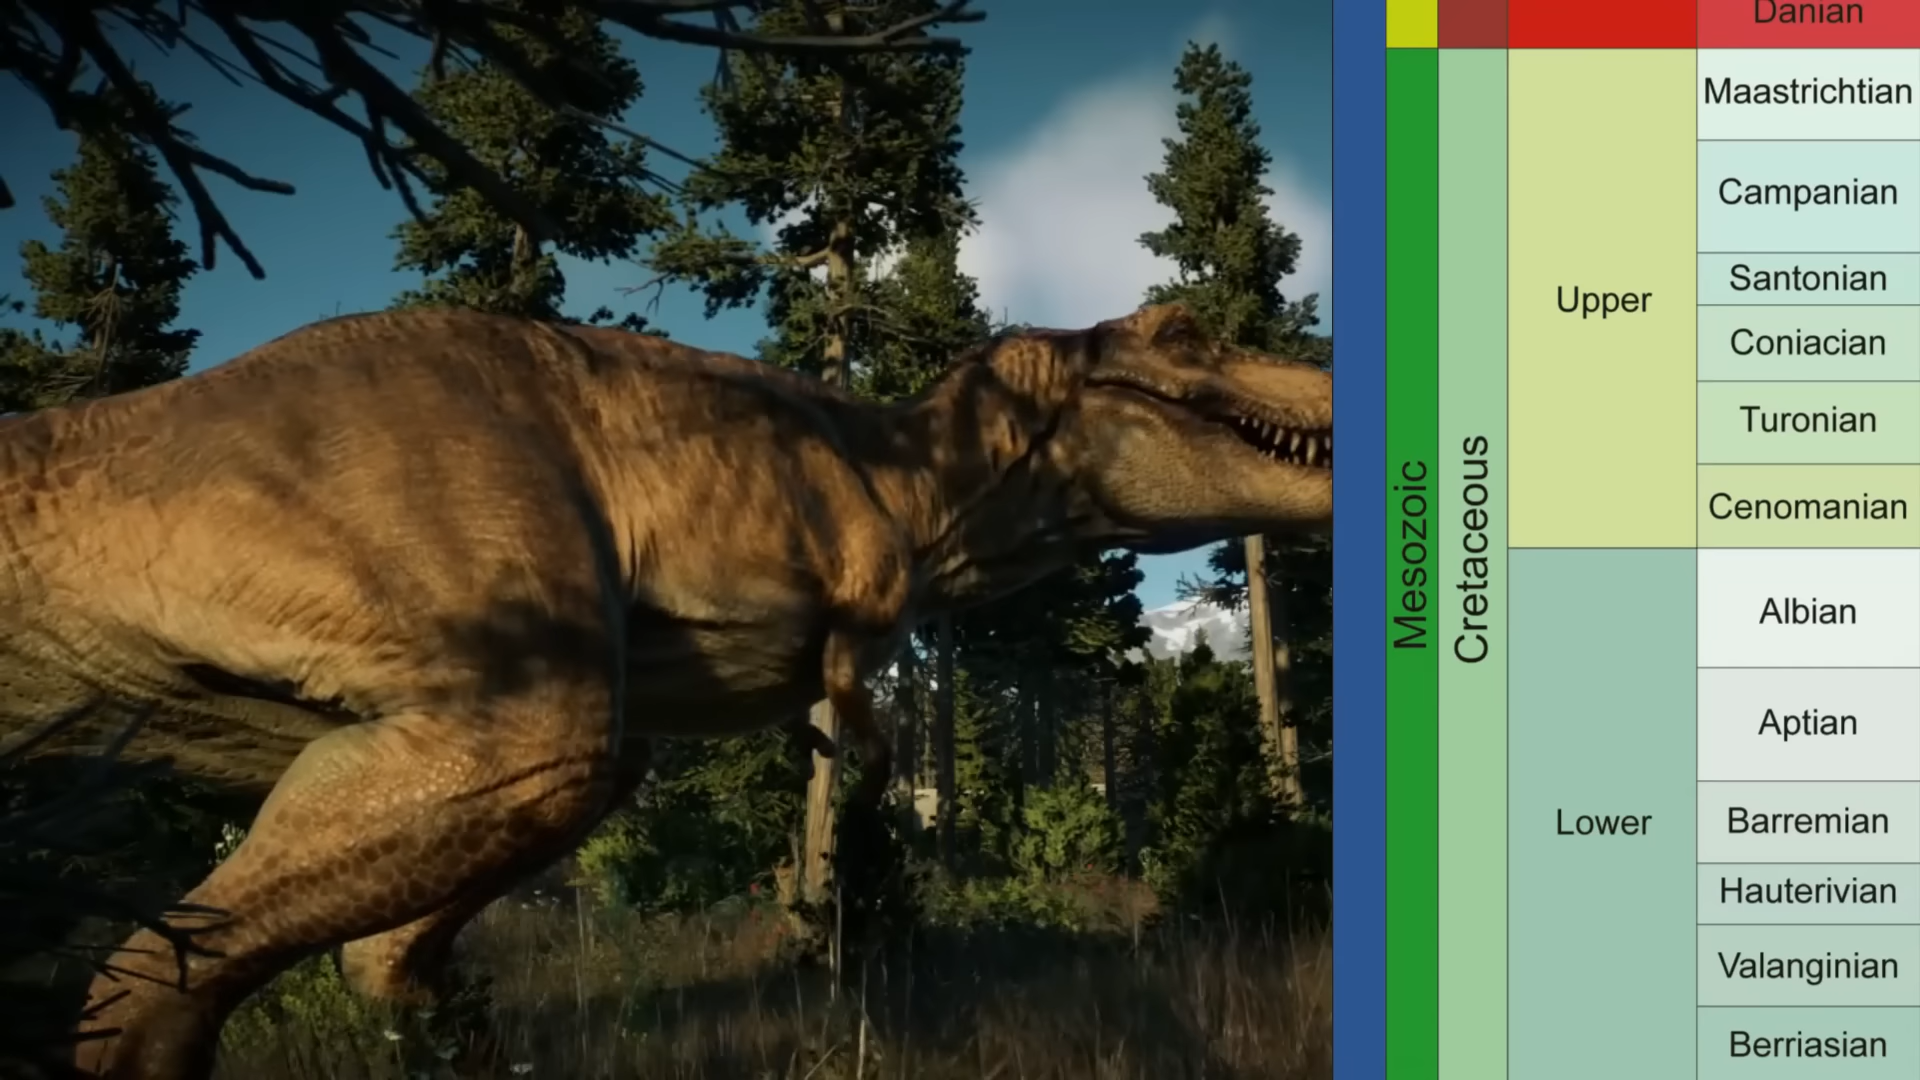 Danian
Maastrichtian
Campanian
Santonian
Coniacian
Turonian
Cenomanian
Upper
Mesozoic
Cretaceous
Albian
Aptian
Barremian
Lower
Hauterivian
Valanginian
Berriasian